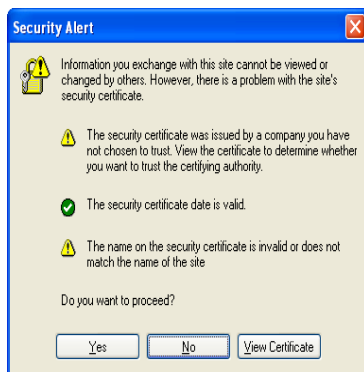 Security Alert
Information you exchange with this site cannot be viewed or
changed by others. However, there is a problem with the site's
security certificate.
The security certificate was issued by a company you have
not chosen to trust. View the certificate to determine whether
you want to trust the certifying authority.
The security certificate date is valid.
The name on the security certificate is invalid or does not
match the name of the site
Do you want to proceed?
Yes No View Certificate